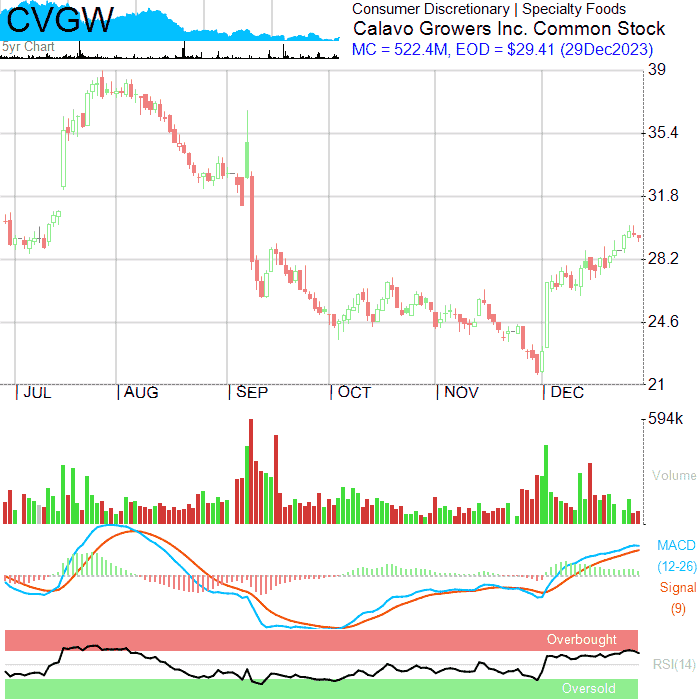 CVGW
5yr Chart
Consumer Discretionary | Specialty Foods
Calavo Growers Inc. Common Stock
MC = 522.4M, EOD = $29.41 (29Dec2023)
39
35.4
31.8
28.2
24.6
21
JUL AUG SEP OCT NOV DEC
594k
Volume
MACD
(12-26)
Signal
(9)
Overbought
RSI(14)
Oversold